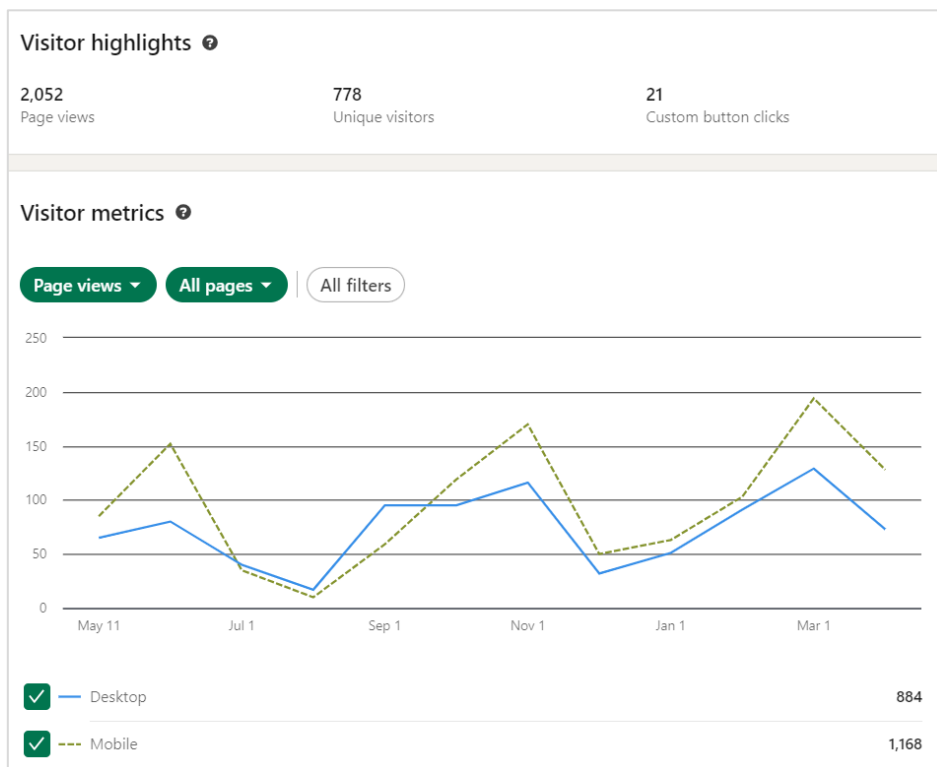 Visitor highlights
2,052 778 21
Page views Unique visitors Custom button clicks
Visitor metrics
Page views All pages All filters
250
200
150
100
50
0
May 11 Jul 1 Sep 1 Nov 1 Jan 1 Mar 1
Desktop 884
Mobile 1,168